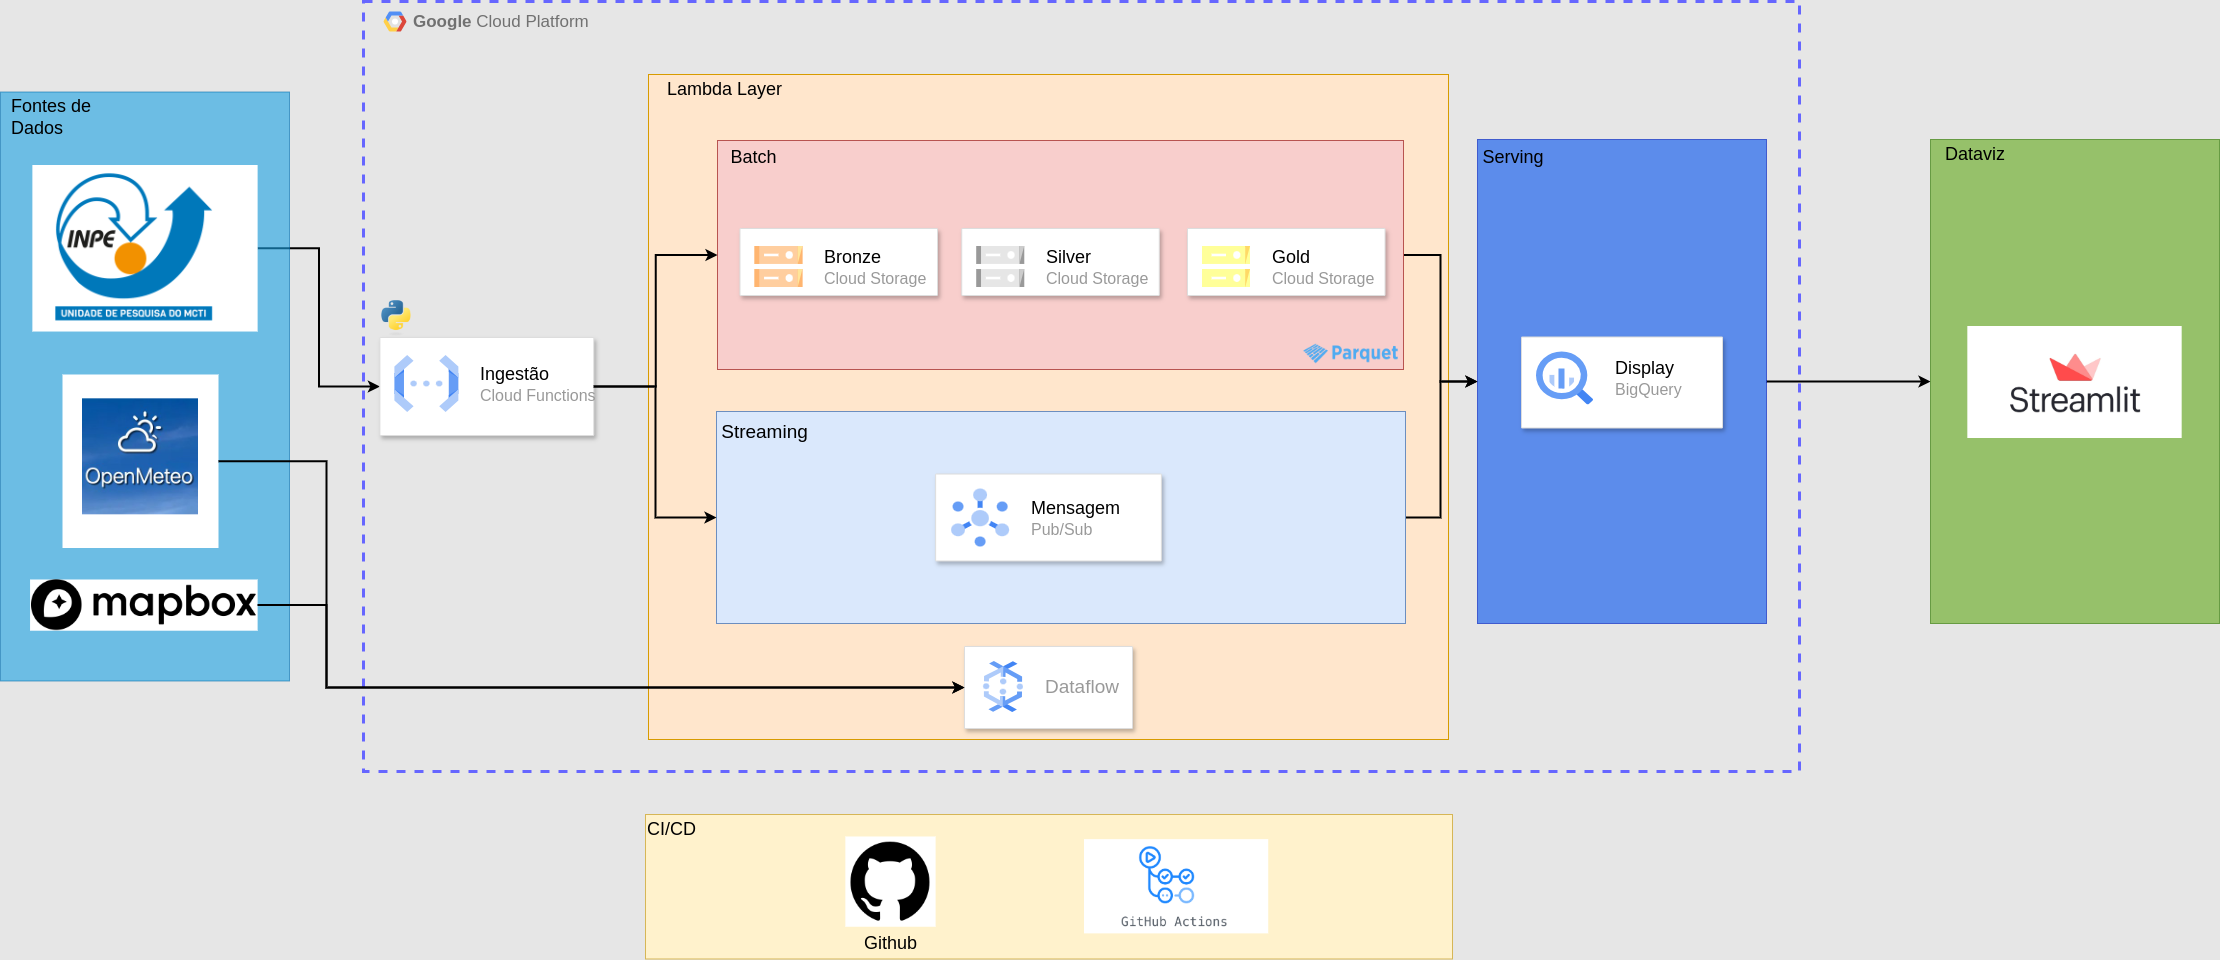 Google Cloud Platform
Fontes de
Dados
INPE
UNIDADE DE PESQUISA DO MCTI
OpenMeteo
mapbox
Ingestão
Cloud Functions
Lambda Layer
Batch
Bronze
Cloud Storage
Silver
Cloud Storage
Gold
Cloud Storage
Parquet
Streaming
Mensagem
Pub/Sub
Dataflow
Serving
Display
BigQuery
Dataviz
Streamlit
CI/CD
Github
GitHub Actions